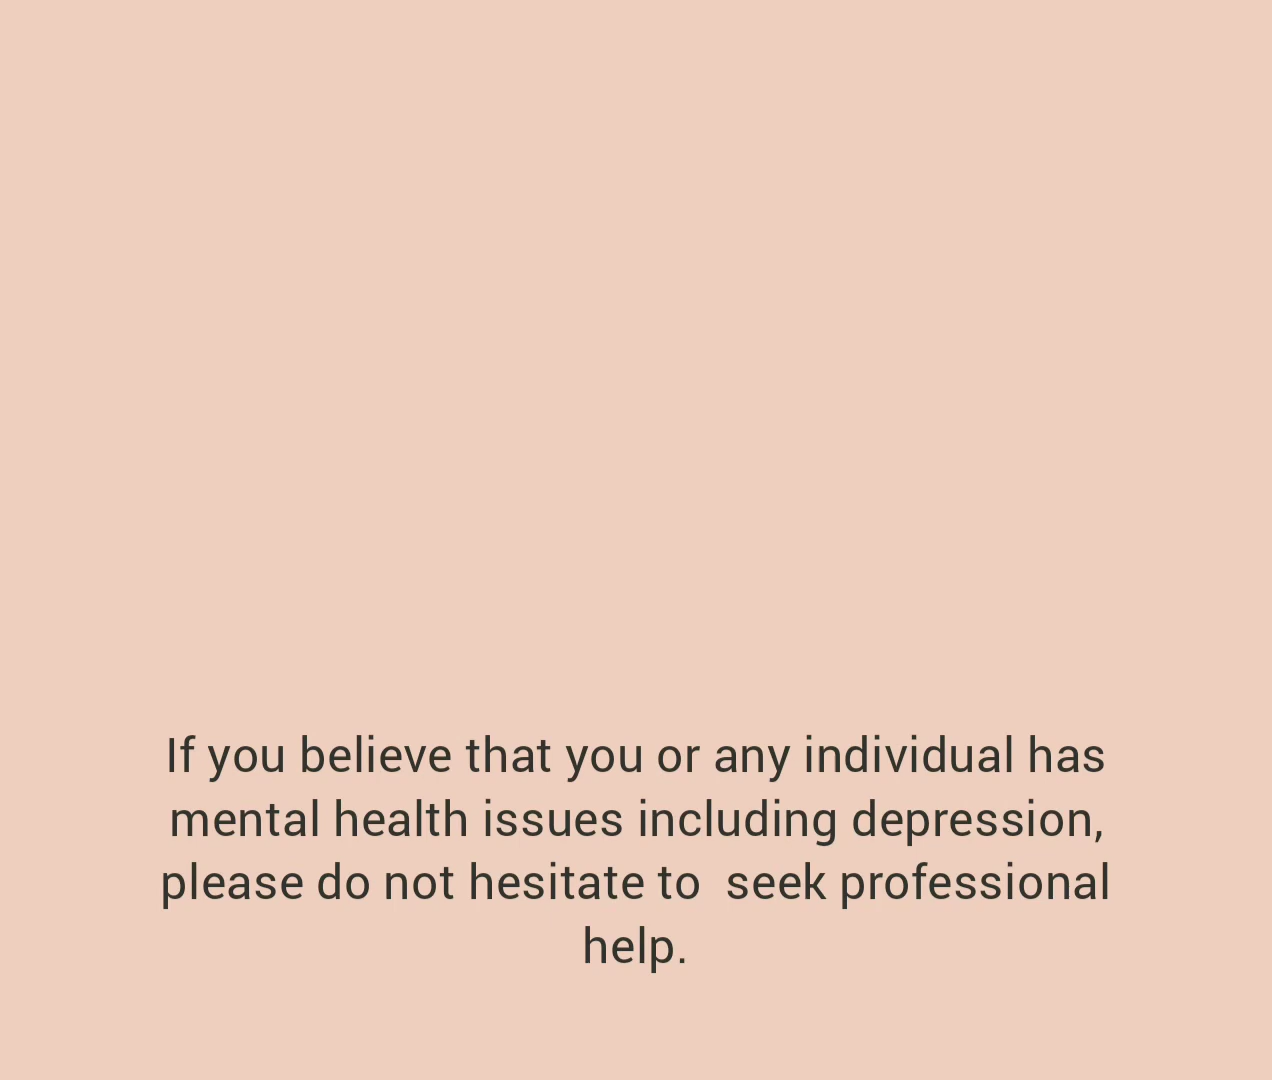 If you believe that you or any individual has
mental health issues including depression,
please do not hesitate to  seek professional
help.